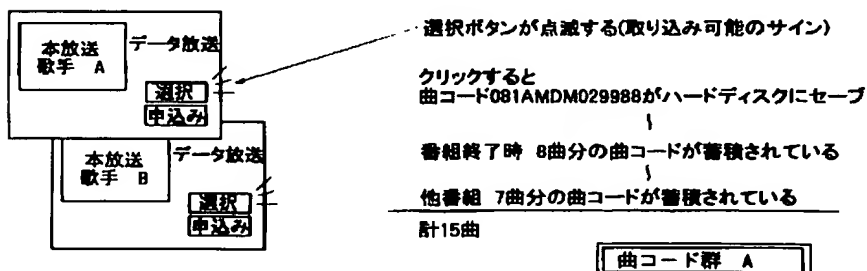 本放送
歌手 A
データ放送
選択
申込み
本放送
歌手 B
データ放送
選択
申込み
選択ボタンが点滅する(取り込み可能のサイン)
クリックすると
曲コード081AMDM029988がハードディスクにセーブ
番組終了時 8曲分の曲コードが蓄積されている
他番組 7曲分の曲コードが蓄積されている
計15曲
曲コード群 A